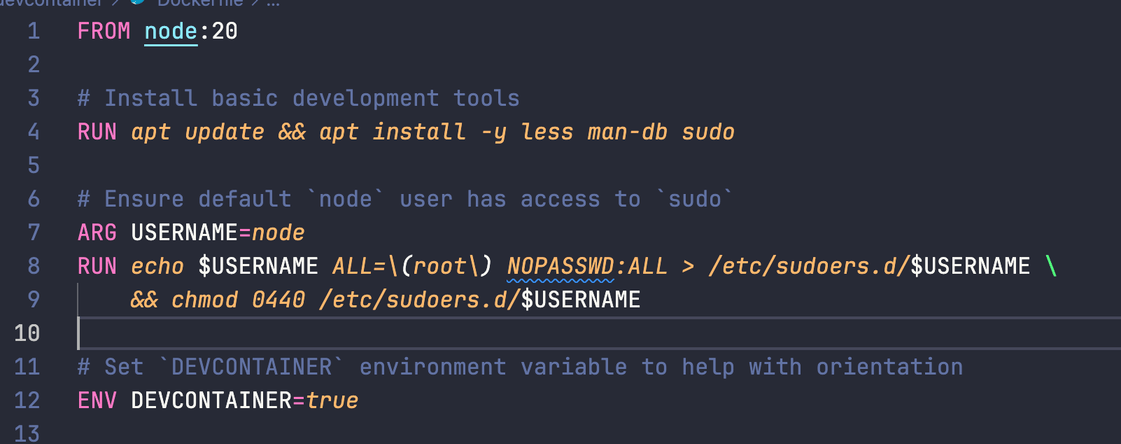 devcontainer > Dockerfile > ...
1 FROM node:20
2
3 # Install basic development tools
4 RUN apt update && apt install -y less man-db sudo
5
6 # Ensure default `node` user has access to `sudo`
7 ARG USERNAME=node
8 RUN echo $USERNAME ALL=\(root\) NOPASSWD:ALL > /etc/sudoers.d/$USERNAME \
9 && chmod 0440 /etc/sudoers.d/$USERNAME
10
11 # Set `DEVCONTAINER` environment variable to help with orientation
12 ENV DEVCONTAINER=true
13